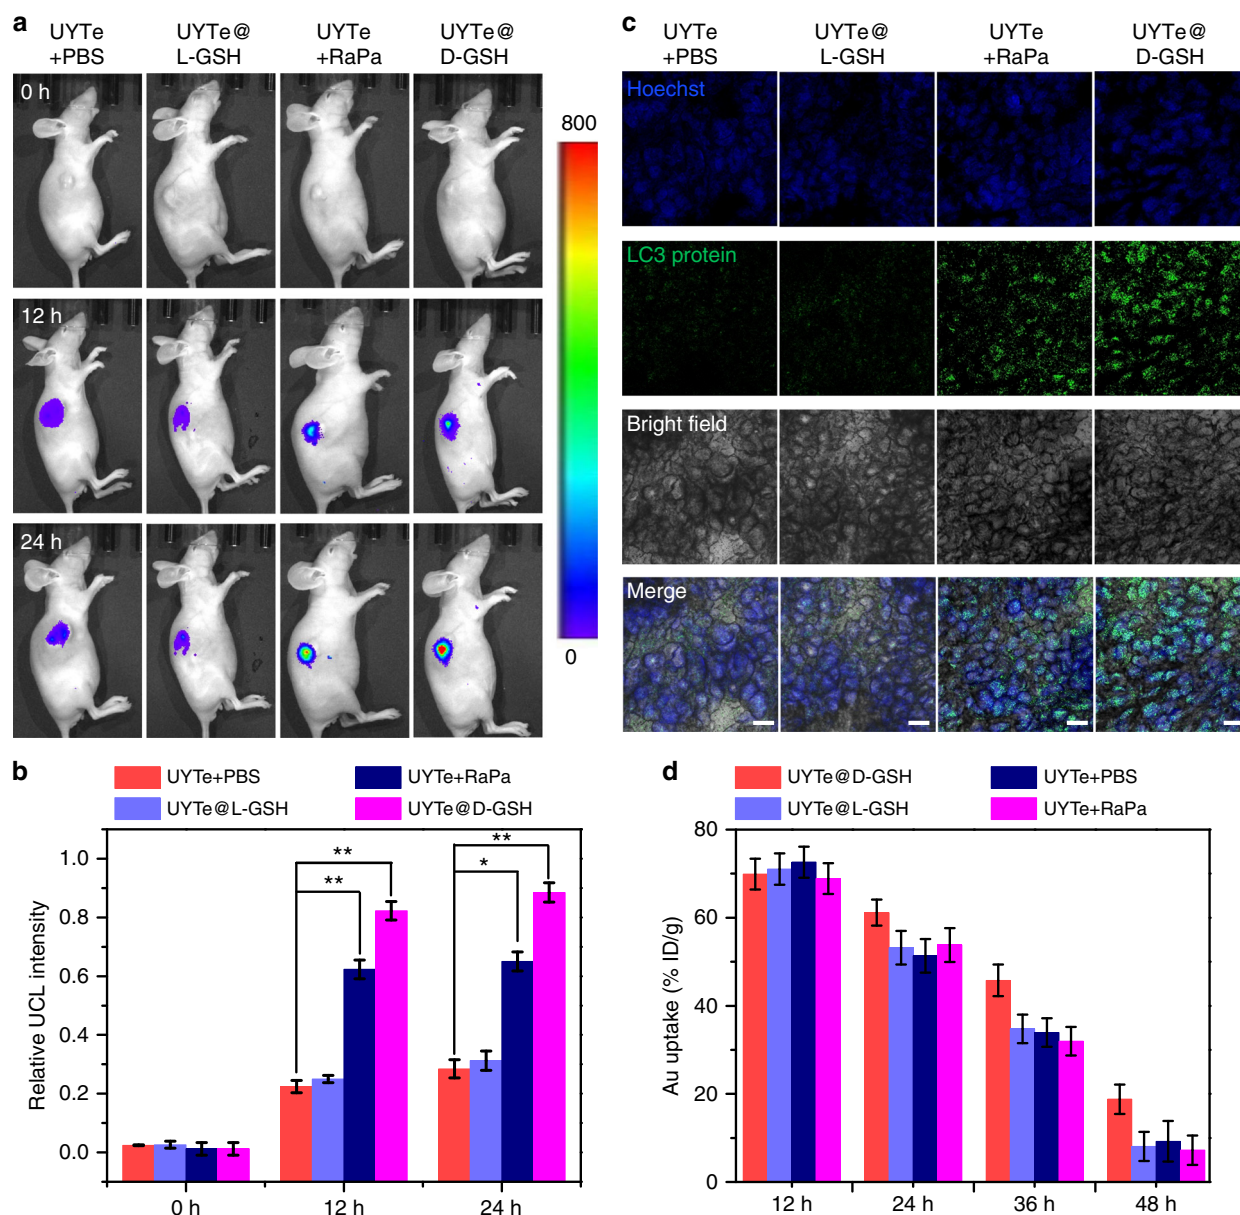 a
UYTe +PBS
UYTe@ L-GSH
UYTe +RaPa
UYTe@ D-GSH
0 h
12 h
24 h
800
0
c
UYTe +PBS
UYTe@ L-GSH
UYTe +RaPa
UYTe@ D-GSH
Hoechst
LC3 protein
Bright field
Merge
b
UYTe+PBS
UYTe+RaPa
UYTe@L-GSH
UYTe@D-GSH
Relative UCL intensity
1.0
0.8
0.6
0.4
0.2
0.0
**
**
**
*
0 h
12 h
24 h
d
UYTe@D-GSH
UYTe+PBS
UYTe@L-GSH
UYTe+RaPa
Au uptake (% ID/g)
80
60
40
20
0
12 h
24 h
36 h
48 h